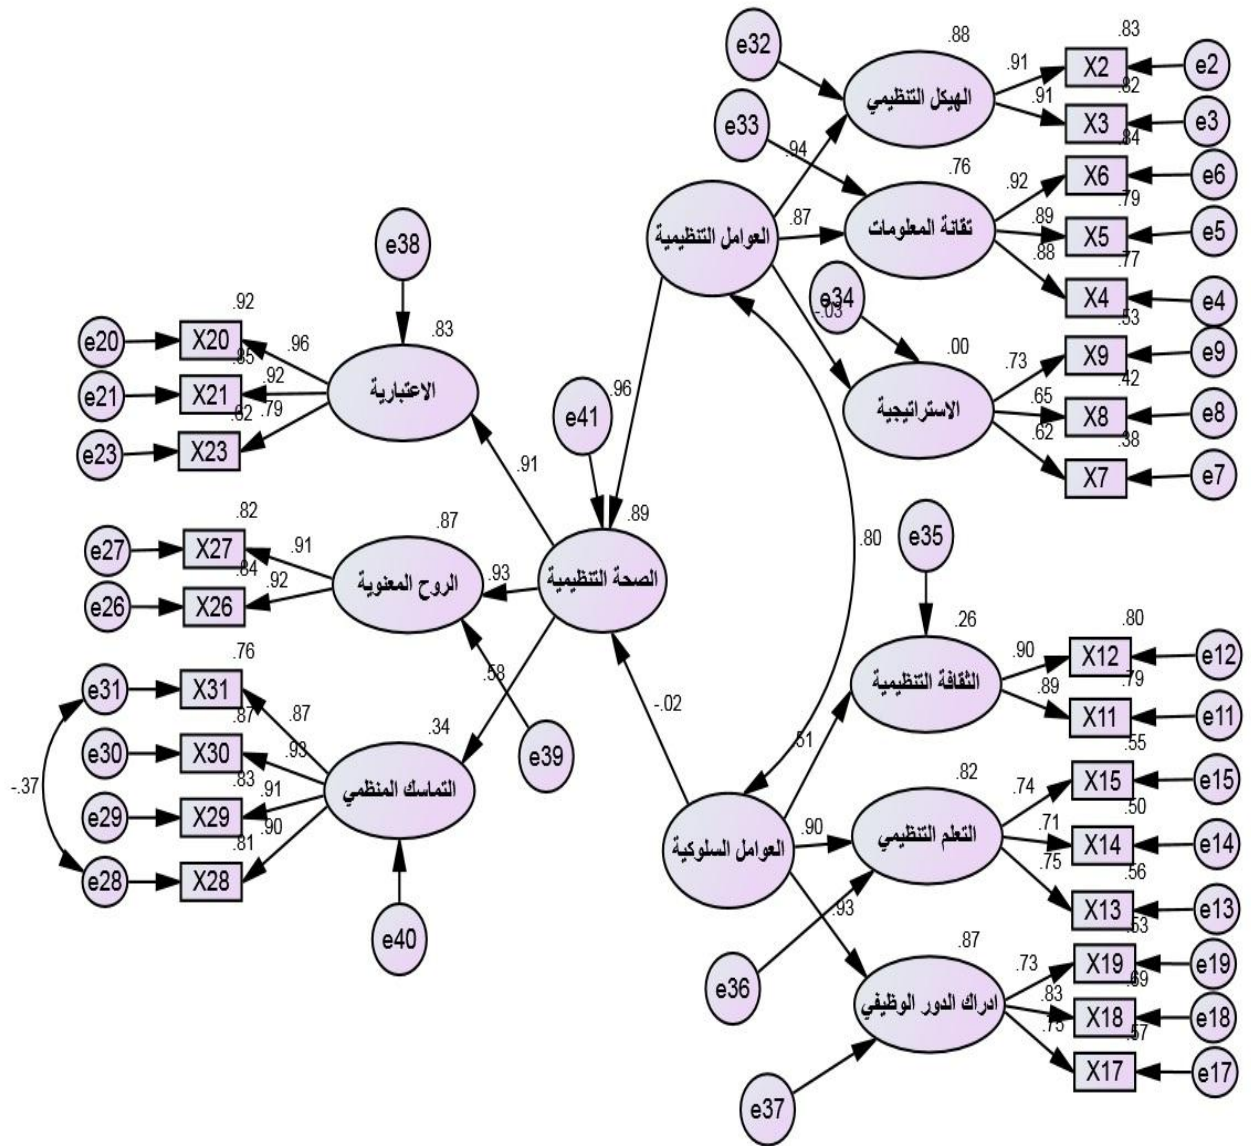 e32
.88
.83
الهيكل التنظيمي
.91
X2
e2
.82
.91
X3
e3
.84
e33
.94
.76
تقانة المعلومات
.92
X6
e6
.79
.87
.89
X5
e5
.77
.88
X4
e4
.53
العوامل التنظيمية
e34
-.03
.00
الاستراتيجية
.73
X9
e9
.42
.65
X8
e8
.38
.62
X7
e7
e38
.92
.83
e20
X20
.96
.85
الاعتبارية
e21
X21
.92
.62
.79
e23
X23
e41
.96
.91
.89
الصحة التنظيمية
.80
.82
.87
e27
X27
.91
.84
الروح المعنوية
.93
e26
X26
.92
.76
.58
e39
e31
X31
.87
.87
e30
X30
.93
.34
التماسك المنظمي
-.37
.83
e29
X29
.91
.81
.90
e28
X28
e40
-.02
e35
.26
.80
الثقافة التنظيمية
.90
X12
e12
.79
.89
X11
e11
.55
.51
العوامل السلوكية
.82
.90
التعلم التنظيمي
.74
X15
e15
.50
.71
X14
e14
.56
.75
X13
e13
.53
e36
.93
.87
ادراك الدور الوظيفي
.73
X19
e19
.69
.83
X18
e18
.57
.75
X17
e17
e37